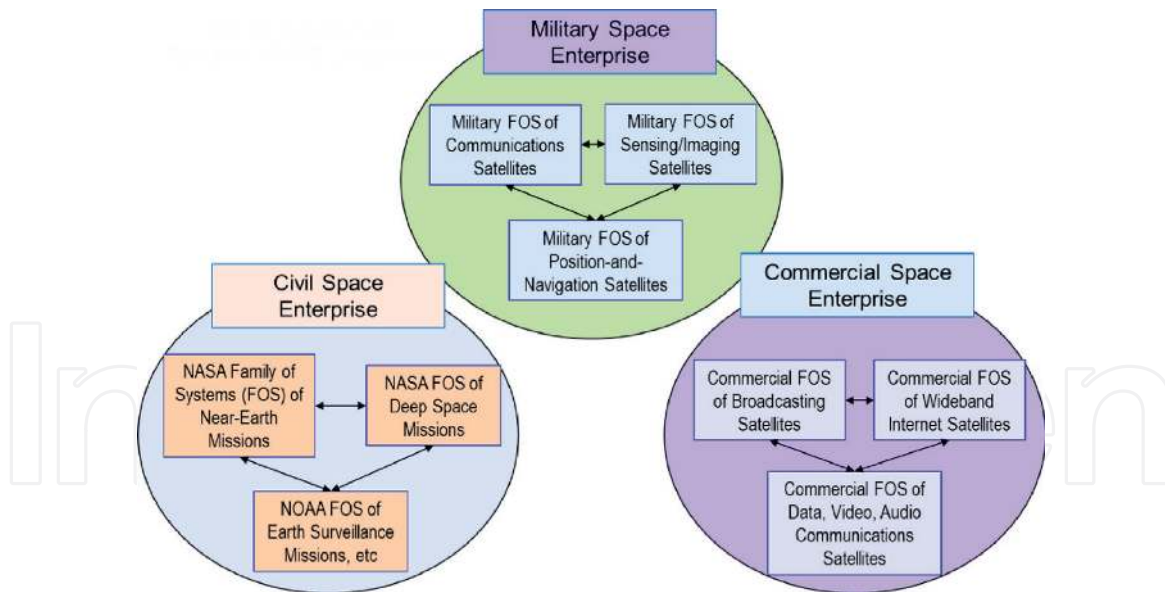 Military Space
Enterprise
Military FOS of
Communications
Satellites
Military FOS of
Sensing/Imaging
Satellites
Military FOS of
Position-and-
Navigation Satellites
Civil Space
Enterprise
NASA Family of
Systems (FOS) of
Near-Earth
Missions
NASA FOS of
Deep Space
Missions
NOAA FOS of
Earth Surveillance
Missions, etc
Commercial Space
Enterprise
Commercial FOS
of Broadcasting
Satellites
Commercial FOS
of Wideband
Internet Satellites
Commercial FOS of
Data, Video, Audio
Communications
Satellites